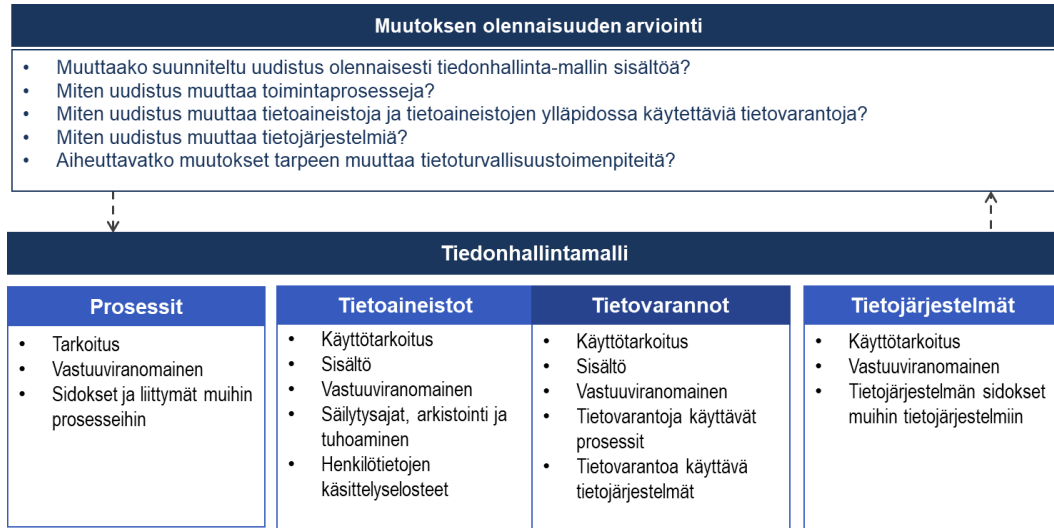 Muutoksen olennaisuuden arviointi
• Muuttaako suunniteltu uudistus olennaisesti tiedonhallinta-mallin sisältöä?
• Miten uudistus muuttaa toimintaprosesseja?
• Miten uudistus muuttaa tietoaineistoja ja tietoaineistojen ylläpidossa käytettäviä tietovarantoja?
• Miten uudistus muuttaa tietojärjestelmiä?
• Aiheuttavatko muutokset tarpeen muuttaa tietoturvallisuustoimenpiteitä?
Tiedonhallintamalli
Prosessit
• Tarkoitus
• Vastuuviranomainen
• Sidokset ja liittymät muihin
prosesseihin
Tietoaineistot
• Käyttötarkoitus
• Sisältö
• Vastuuviranomainen
• Säilytysajat, arkistointi ja
tuhoaminen
• Henkilötietojen
käsittelyselosteet
Tietovarannot
• Käyttötarkoitus
• Sisältö
• Vastuuviranomainen
• Tietovarantoja käyttävät
prosessit
• Tietovarantoa käyttävä
tietojärjestelmät
Tietojärjestelmät
• Käyttötarkoitus
• Vastuuviranomainen
• Tietojärjestelmän sidokset
muihin tietojärjestelmiin